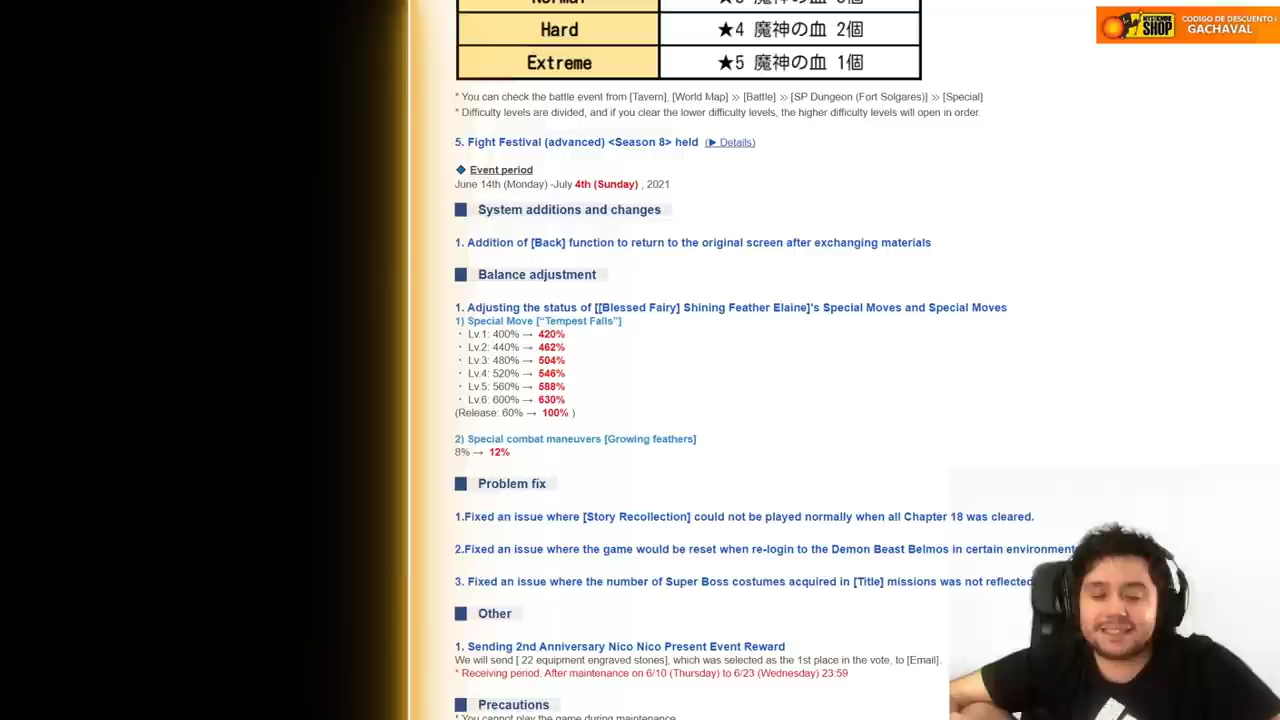 Hard ★4 魔神の血 2個
Extreme ★5 魔神の血 1個
CODIGO DE DESCUENTO:
GACHAVAL
SHOP
* You can check the battle event from [Tavern], [World Map] >> [Battle] >> [SP Dungeon (Fort Solgares)] >> [Special]
* Difficulty levels are divided, and if you clear the lower difficulty levels, the higher difficulty levels will open in order.
5. Fight Festival (advanced) <Season 8> held (▶ Details)
◆ Event period
June 14th (Monday) -July 4th (Sunday) , 2021
■ System additions and changes
1. Addition of [Back] function to return to the original screen after exchanging materials
■ Balance adjustment
1. Adjusting the status of [[Blessed Fairy] Shining Feather Elaine]'s Special Moves and Special Moves
1) Special Move ["Tempest Falls"]
・ Lv.1: 400% → 420%
・ Lv.2: 440% → 462%
・ Lv.3: 480% → 504%
・ Lv.4: 520% → 546%
・ Lv.5: 560% → 588%
・ Lv.6: 600% → 630%
(Release: 60% → 100% )
2) Special combat maneuvers [Growing feathers]
8% → 12%
■ Problem fix
1.Fixed an issue where [Story Recollection] could not be played normally when all Chapter 18 was cleared.
2.Fixed an issue where the game would be reset when re-login to the Demon Beast Belmos in certain environment
3. Fixed an issue where the number of Super Boss costumes acquired in [Title] missions was not reflected
■ Other
1. Sending 2nd Anniversary Nico Nico Present Event Reward
We will send [ 22 equipment engraved stones], which was selected as the 1st place in the vote, to [Email].
* Receiving period: After maintenance on 6/10 (Thursday) to 6/23 (Wednesday) 23:59
■ Precautions
* You cannot play the game during maintenance